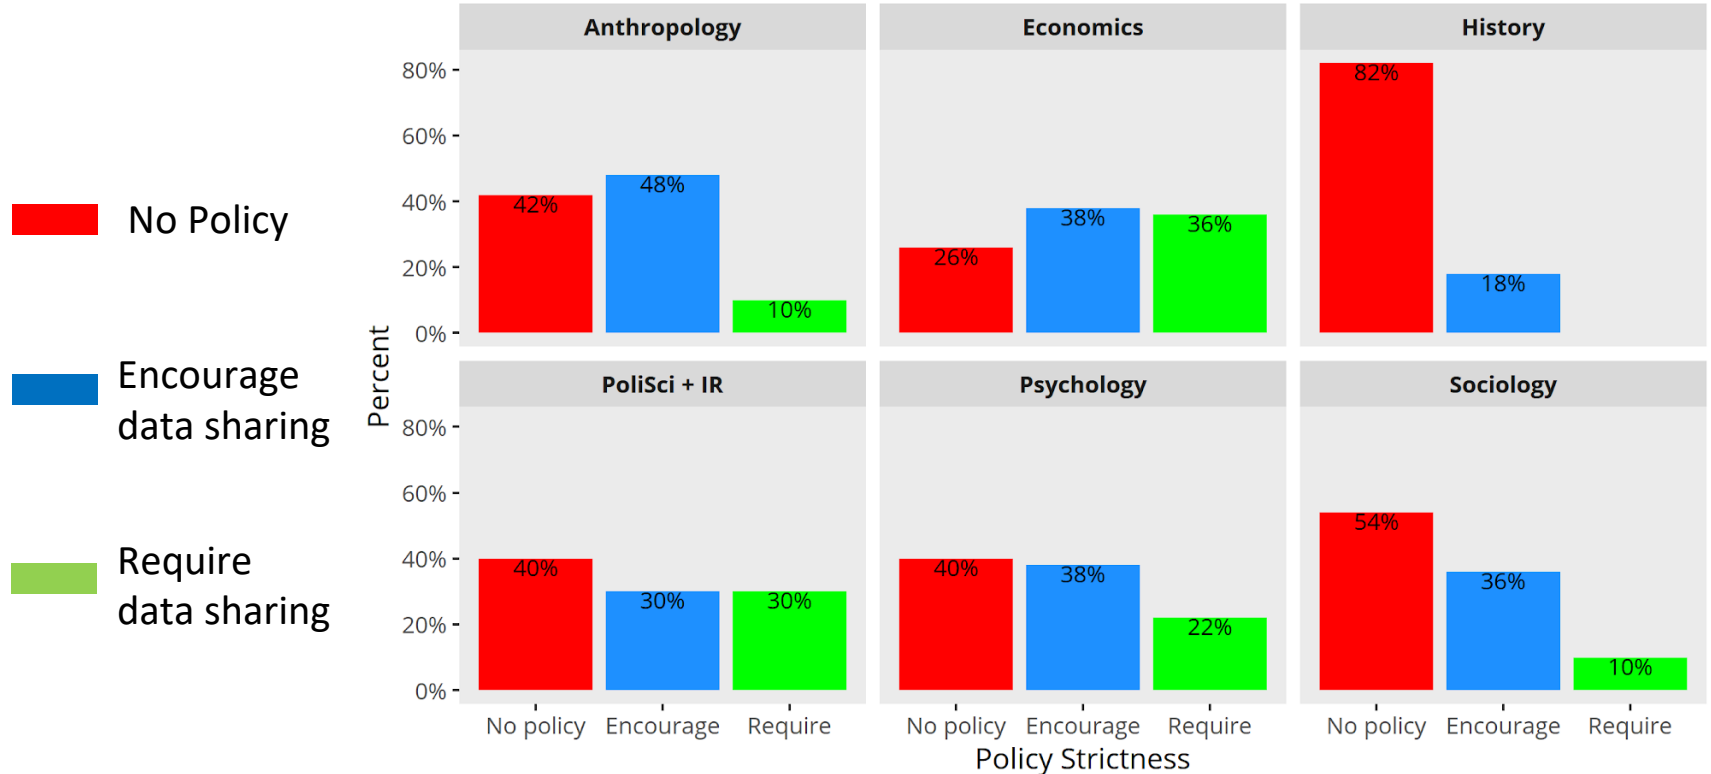 No Policy
Encourage
data sharing
Require
data sharing
Percent
Anthropology
80%
60%
40%
20%
0%
42%
48%
10%
Economics
26%
38%
36%
History
82%
18%
PoliSci + IR
80%
60%
40%
20%
0%
40%
30%
30%
No policy
Encourage
Require
Psychology
40%
38%
22%
No policy
Encourage
Require
Sociology
54%
36%
10%
No policy
Encourage
Require
Policy Strictness